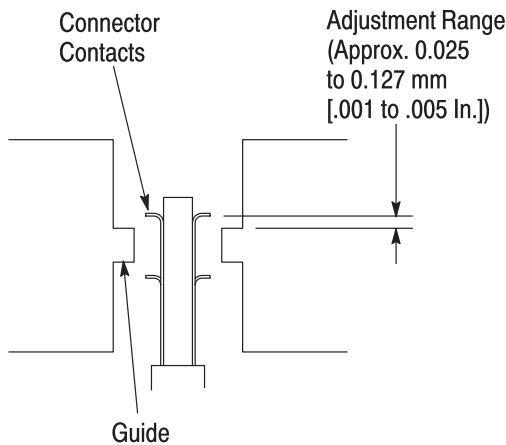 Connector
Contacts
Adjustment Range
(Approx. 0.025
to 0.127 mm
[.001 to .005 In.])
Guide